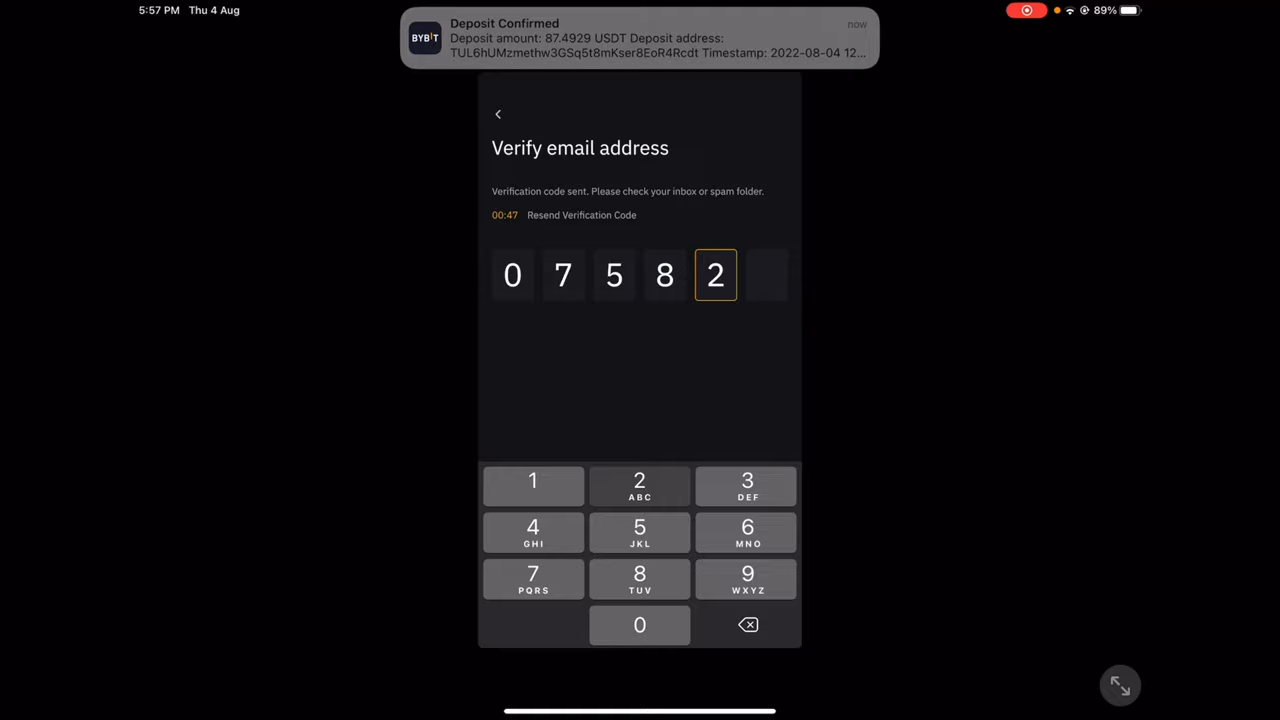 5:57 PM Thu 4 Aug
89%
BYBIT
Deposit Confirmed
now
Deposit amount: 87.4929 USDT Deposit address:
TUL6hUMzmethw3GSq5t8mKser8EoR4Rcdt Timestamp: 2022-08-04 12...
Verify email address
Verification code sent. Please check your inbox or spam folder.
00:47 Resend Verification Code
0 7 5 8 2
1 2 3
ABC DEF
4 5 6
GHI JKL MNO
7 8 9
PQRS TUV WXYZ
0